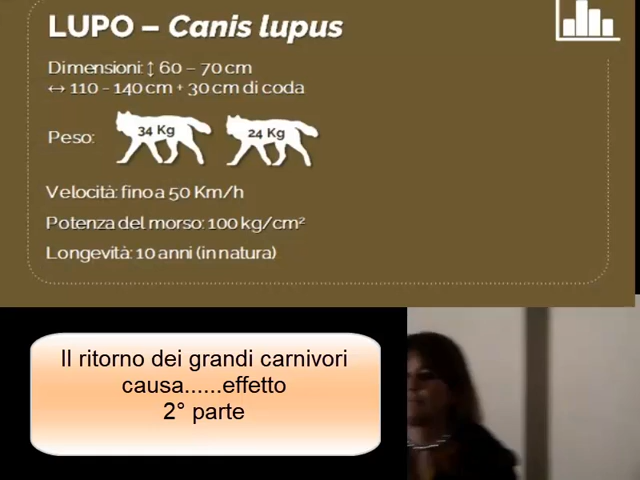 LUPO – Canis lupus
Dimensioni: ↕ 60 – 70 cm
↔ 110 - 140 cm + 30 cm di coda
Peso: 34 Kg 24 Kg
Velocità: fino a 50 Km/h
Potenza del morso: 100 kg/cm²
Longevità: 10 anni (in natura)
Il ritorno dei grandi carnivori
causa......effetto
2° parte